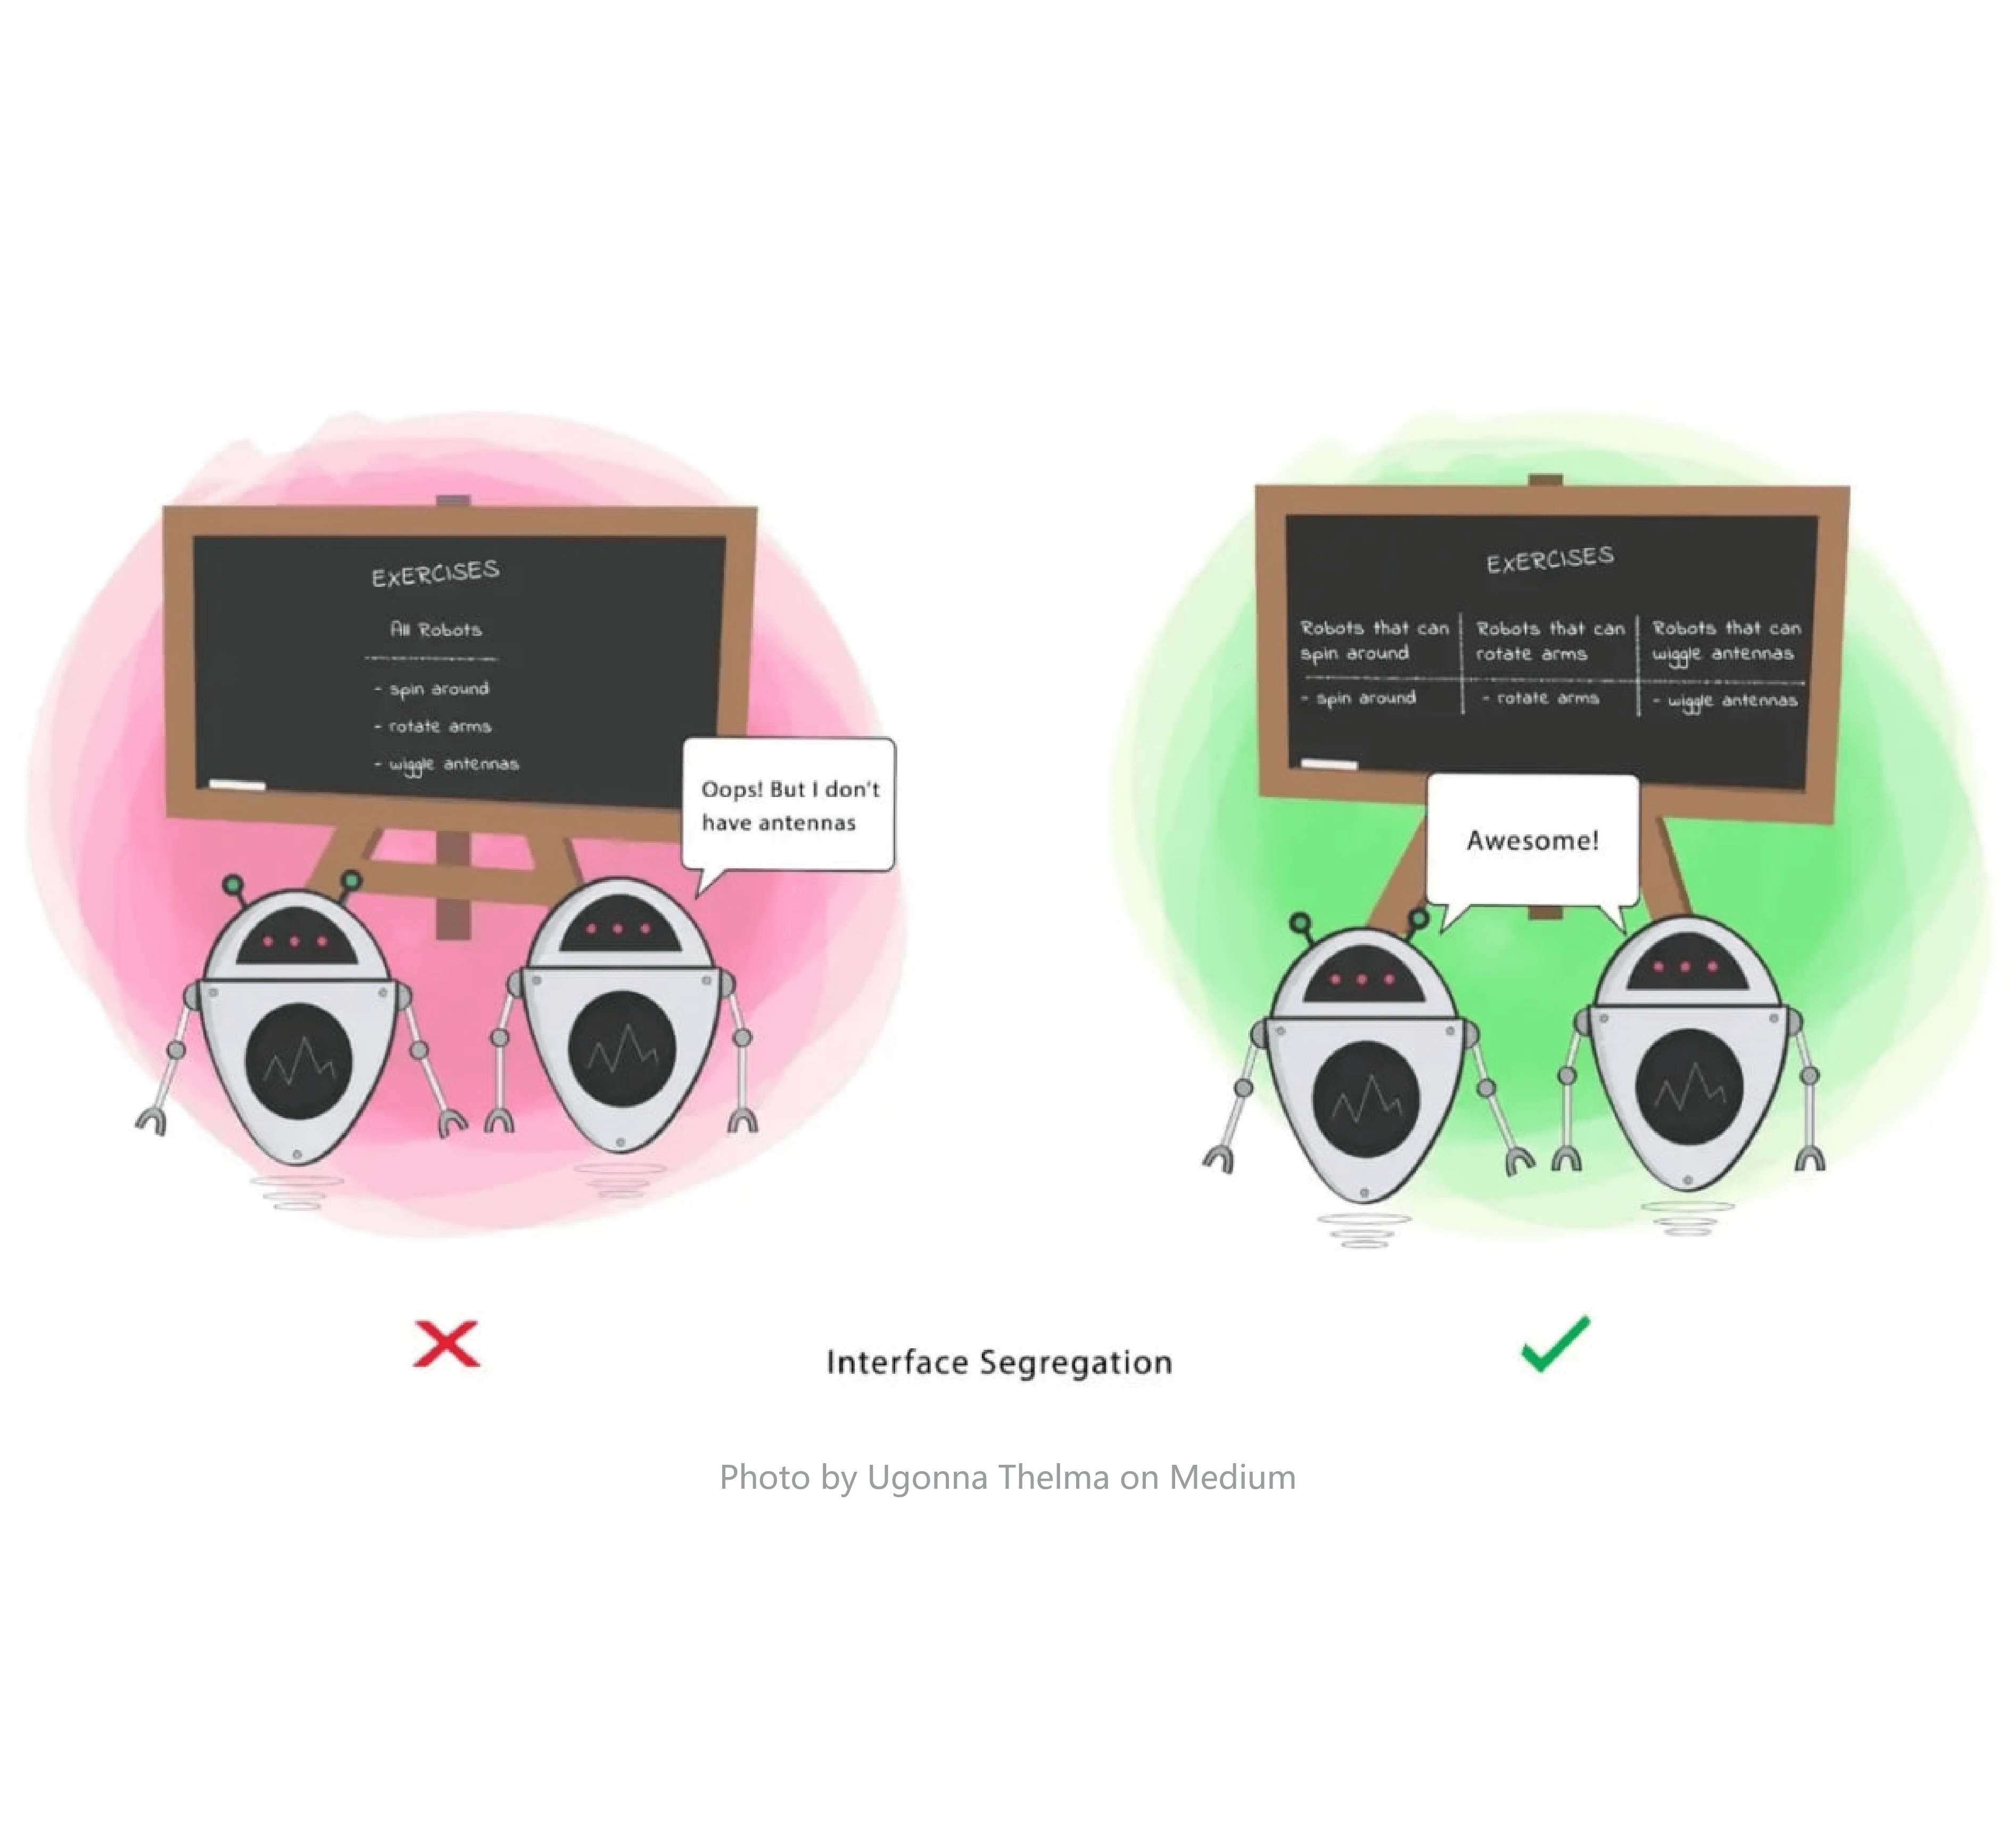 EXERCISES
All Robots
- spin around
- rotate arms
- wiggle antennas
Oops! But I don't
have antennas
EXERCISES
Robots that can
spin around
- spin around
Robots that can
rotate arms
- rotate arms
Robots that can
wiggle antennas
- wiggle antennas
Awesome!
Interface Segregation
Photo by Ugonna Thelma on Medium